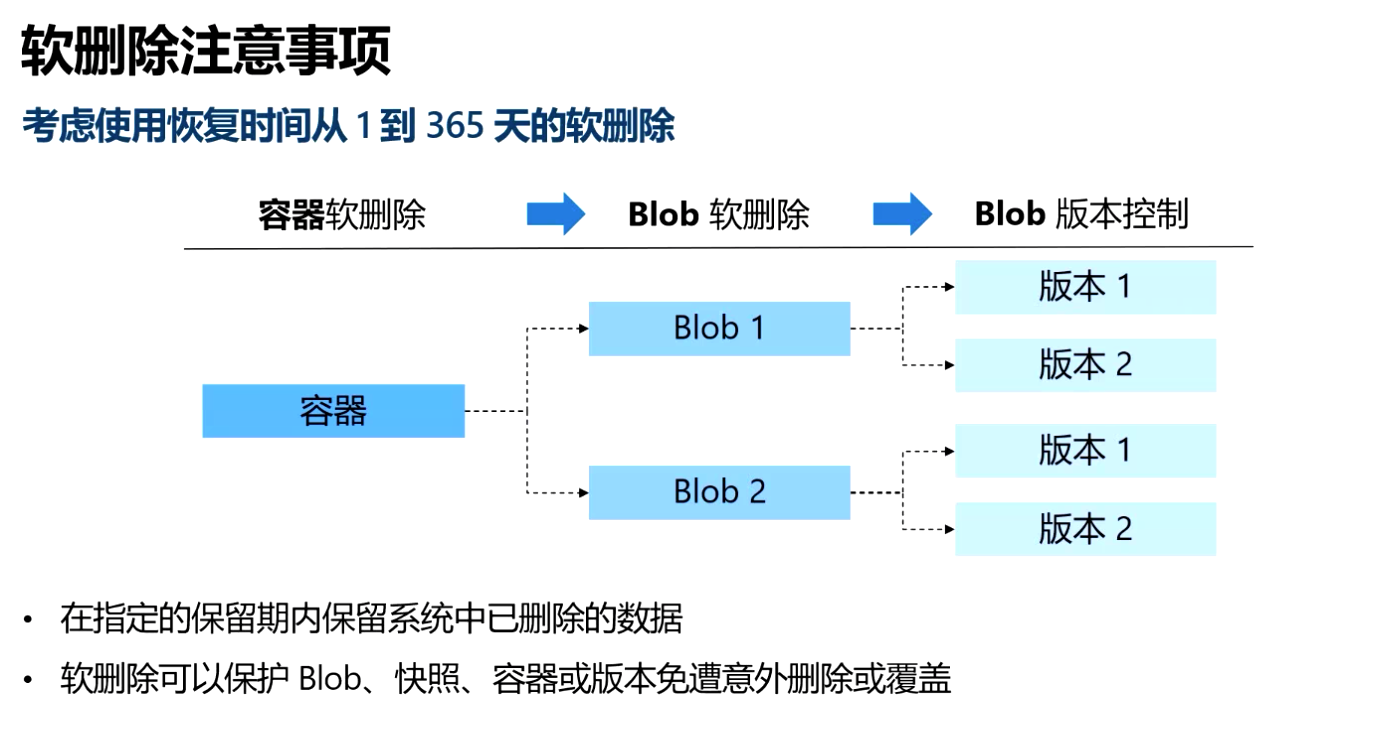 软删除注意事项
考虑使用恢复时间从 1 到 365 天的软删除
容器软删除
Blob 软删除
Blob 版本控制
版本 1
Blob 1
版本 2
容器
版本 1
Blob 2
版本 2
• 在指定的保留期内保留系统中已删除的数据
• 软删除可以保护 Blob、快照、容器或版本免遭意外删除或覆盖